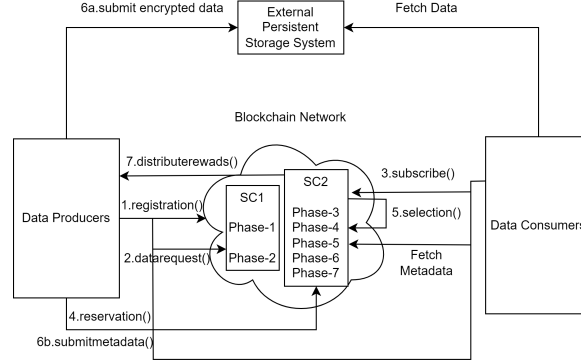 6a.submit encrypted data
External
Persistent
Storage System
Fetch Data
Blockchain Network
7.distributerewads()
SC2
3.subscribe()
1.registration()
SC1
Phase-3
5.selection()
Data Producers
Phase-1
Phase-4
Data Consumers
Phase-5
2.datarequest()
Phase-2
Phase-6
Fetch
Metadata
Phase-7
4.reservation()
6b.submitmetadata()